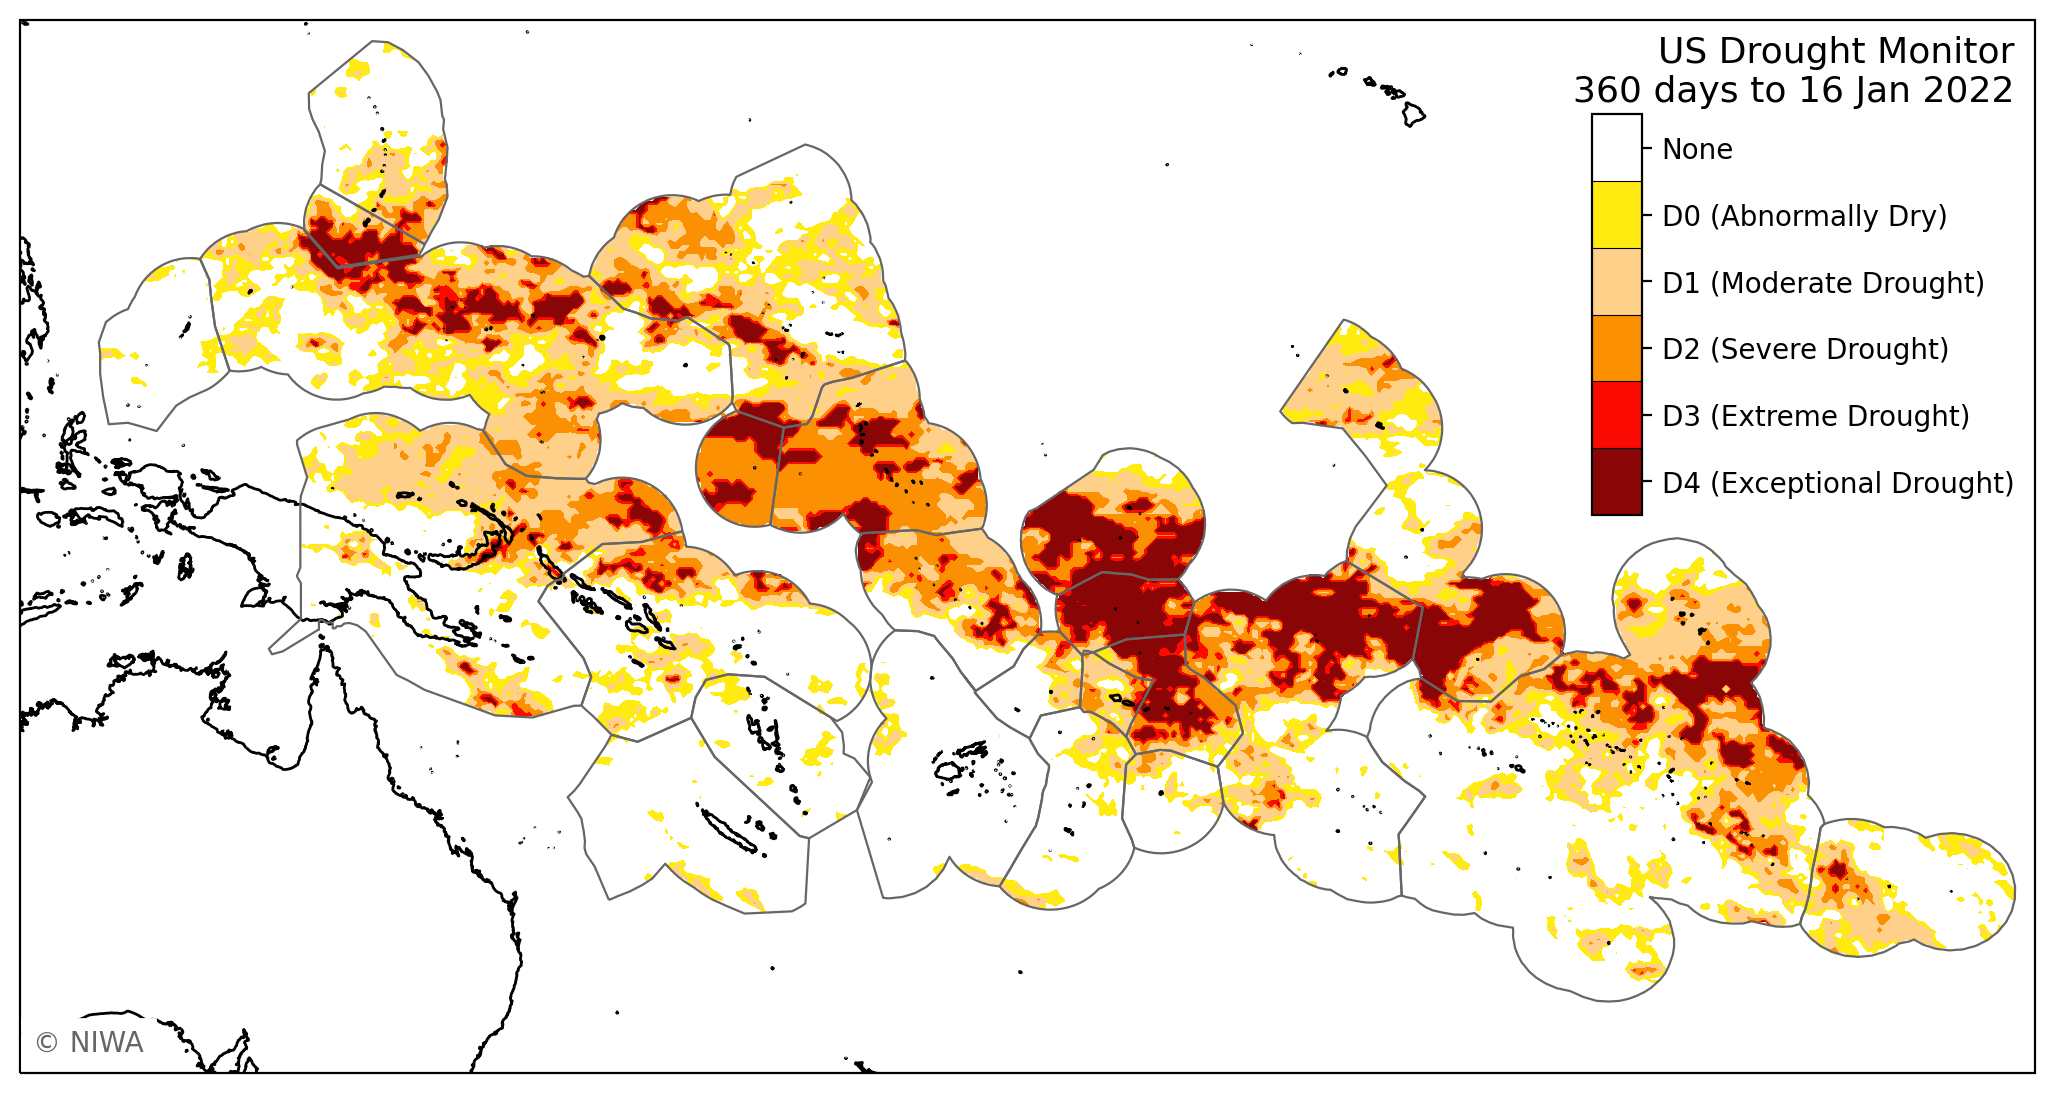 US Drought Monitor
360 days to 16 Jan 2022
None
D0 (Abnormally Dry)
D1 (Moderate Drought)
D2 (Severe Drought)
D3 (Extreme Drought)
D4 (Exceptional Drought)
© NIWA